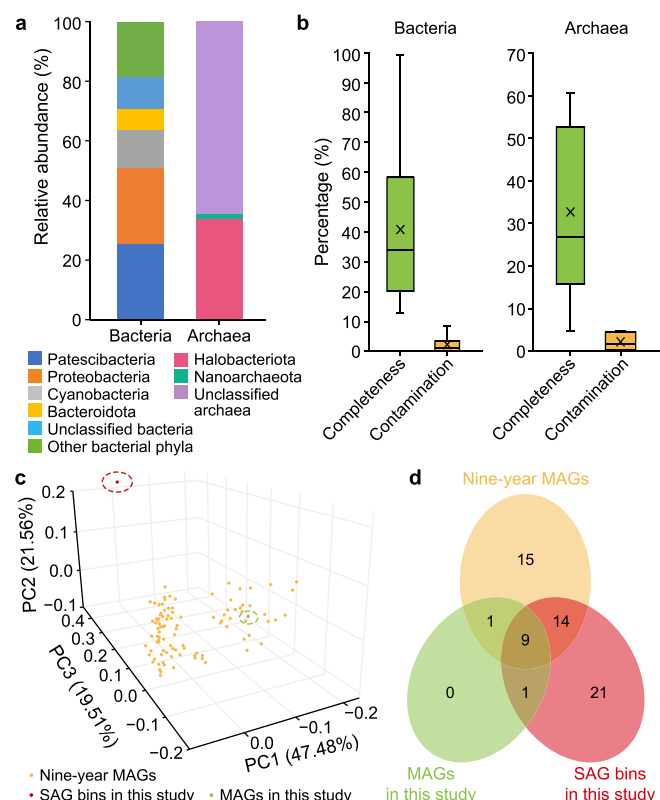 a
Relative abundance (%)
100
80
60
40
20
0
Bacteria
Archaea
Patescibacteria
Proteobacteria
Cyanobacteria
Bacteroidota
Unclassified bacteria
Other bacterial phyla
Halobacteriota
Nanoarchaeota
Unclassified
archaea
b
Bacteria
Archaea
Percentage (%)
100
90
80
70
60
50
40
30
20
10
0
Completeness
Contamination
70
60
50
40
30
20
10
0
Completeness
Contamination
c
PC2 (21.56%)
0.2
0.1
0.0
−0.1
PC3 (19.51%)
0.4
0.3
0.2
0.1
0.0
−0.1
−0.2
PC1 (47.48%)
0.0
−0.1
−0.2
Nine-year MAGs
SAG bins in this study
MAGs in this study
d
Nine-year MAGs
15
1
14
9
0
1
21
MAGs
in this study
SAG bins
in this study